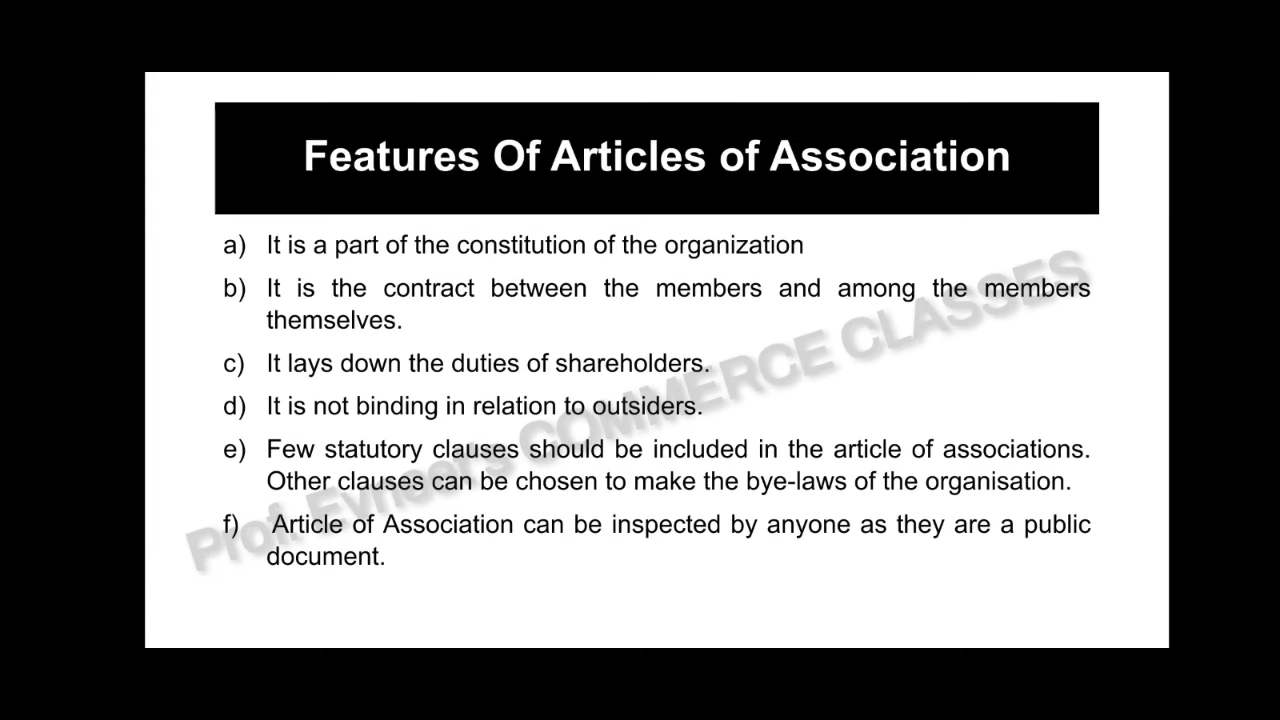 Features Of Articles of Association
a) It is a part of the constitution of the organization
b) It is the contract between the members and among the members
themselves.
c) It lays down the duties of shareholders.
d) It is not binding in relation to outsiders.
e) Few statutory clauses should be included in the article of associations.
Other clauses can be chosen to make the bye-laws of the organisation.
f) Article of Association can be inspected by anyone as they are a public
document.
Prof. COMMERCE CLASSES